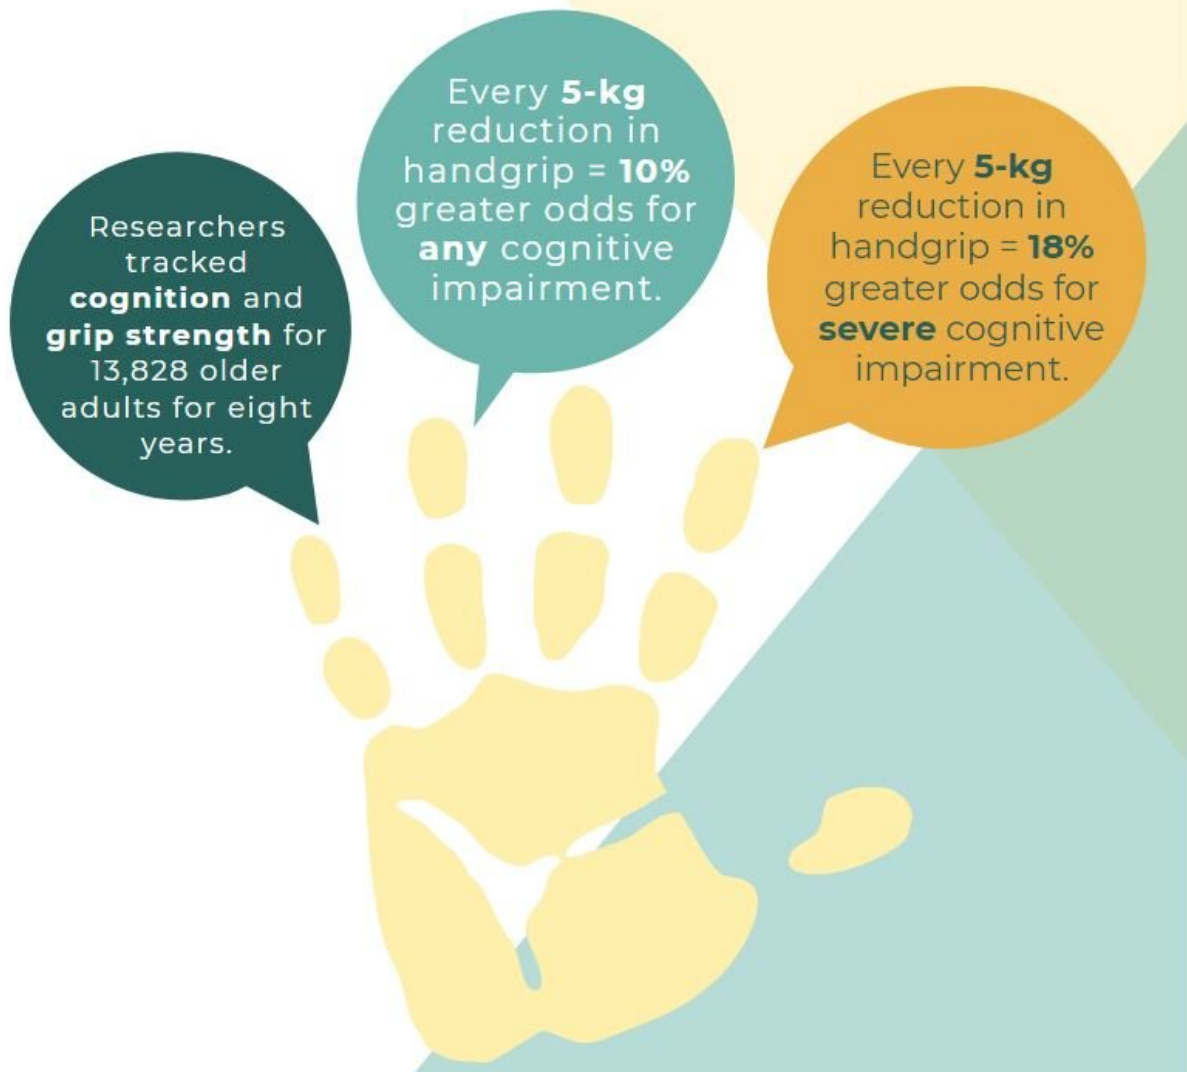 Researchers
tracked
cognition and
grip strength for
13,828 older
adults for eight
years.
Every 5-kg
reduction in
handgrip = 10%
greater odds for
any cognitive
impairment.
Every 5-kg
reduction in
handgrip = 18%
greater odds for
severe cognitive
impairment.